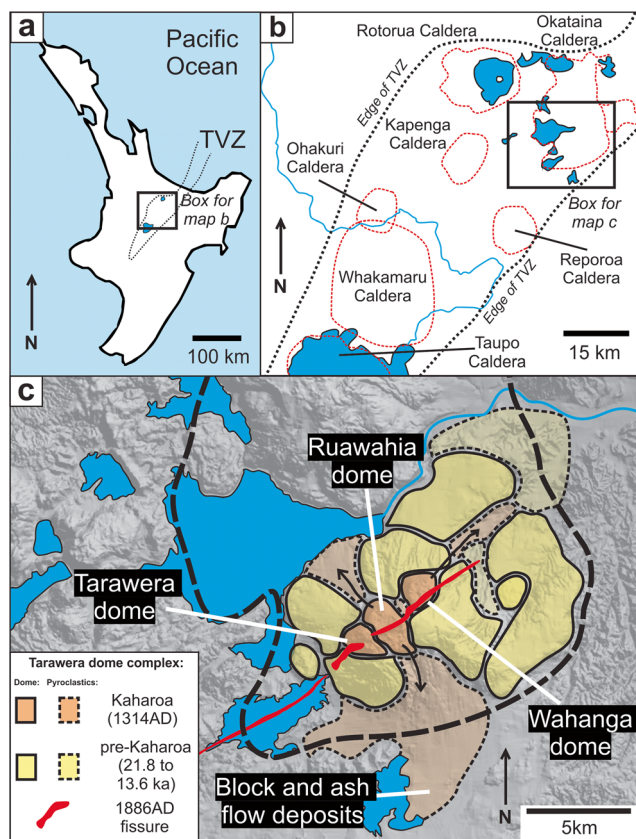 a
Pacific
Ocean
TVZ
Box for
map b
N
100 km
b
Rotorua Caldera
Okataina
Caldera
Edge of TVZ
Kapenga
Caldera
Ohakuri
Caldera
Box for
map c
Reporoa
Caldera
Whakamaru
Caldera
Edge of TVZ
N
Taupo
Caldera
15 km
c
Ruawahia
dome
Tarawera
dome
Wahanga
dome
Block and ash
flow deposits
Tarawera dome complex:
Dome: Pyroclastics:
Kaharoa
(1314AD)
pre-Kaharoa
(21.8 to
13.6 ka)
1886AD
fissure
N
5km